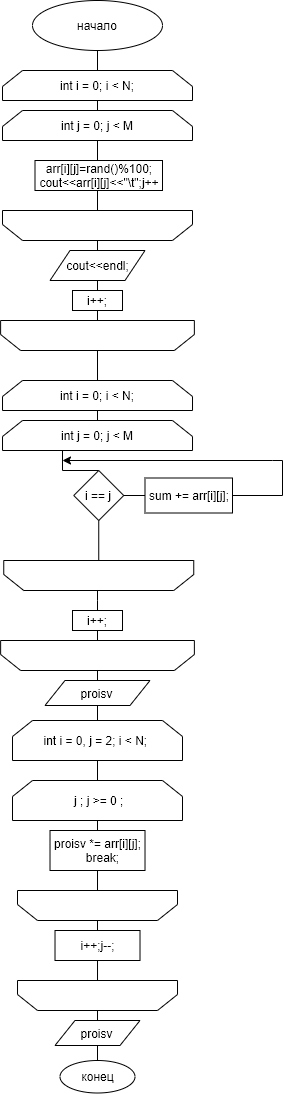 начало
int i = 0; i < N;
int j = 0; j < M
arr[i][j]=rand()%100;
cout<<arr[i][j]<<"\t";j++
cout<<endl;
i++;
int i = 0; i < N;
int j = 0; j < M
i == j
sum += arr[i][j];
i++;
proisv
int i = 0, j = 2; i < N;
j ; j >= 0 ;
proisv *= arr[i][j];
break;
i++;j--;
proisv
конец